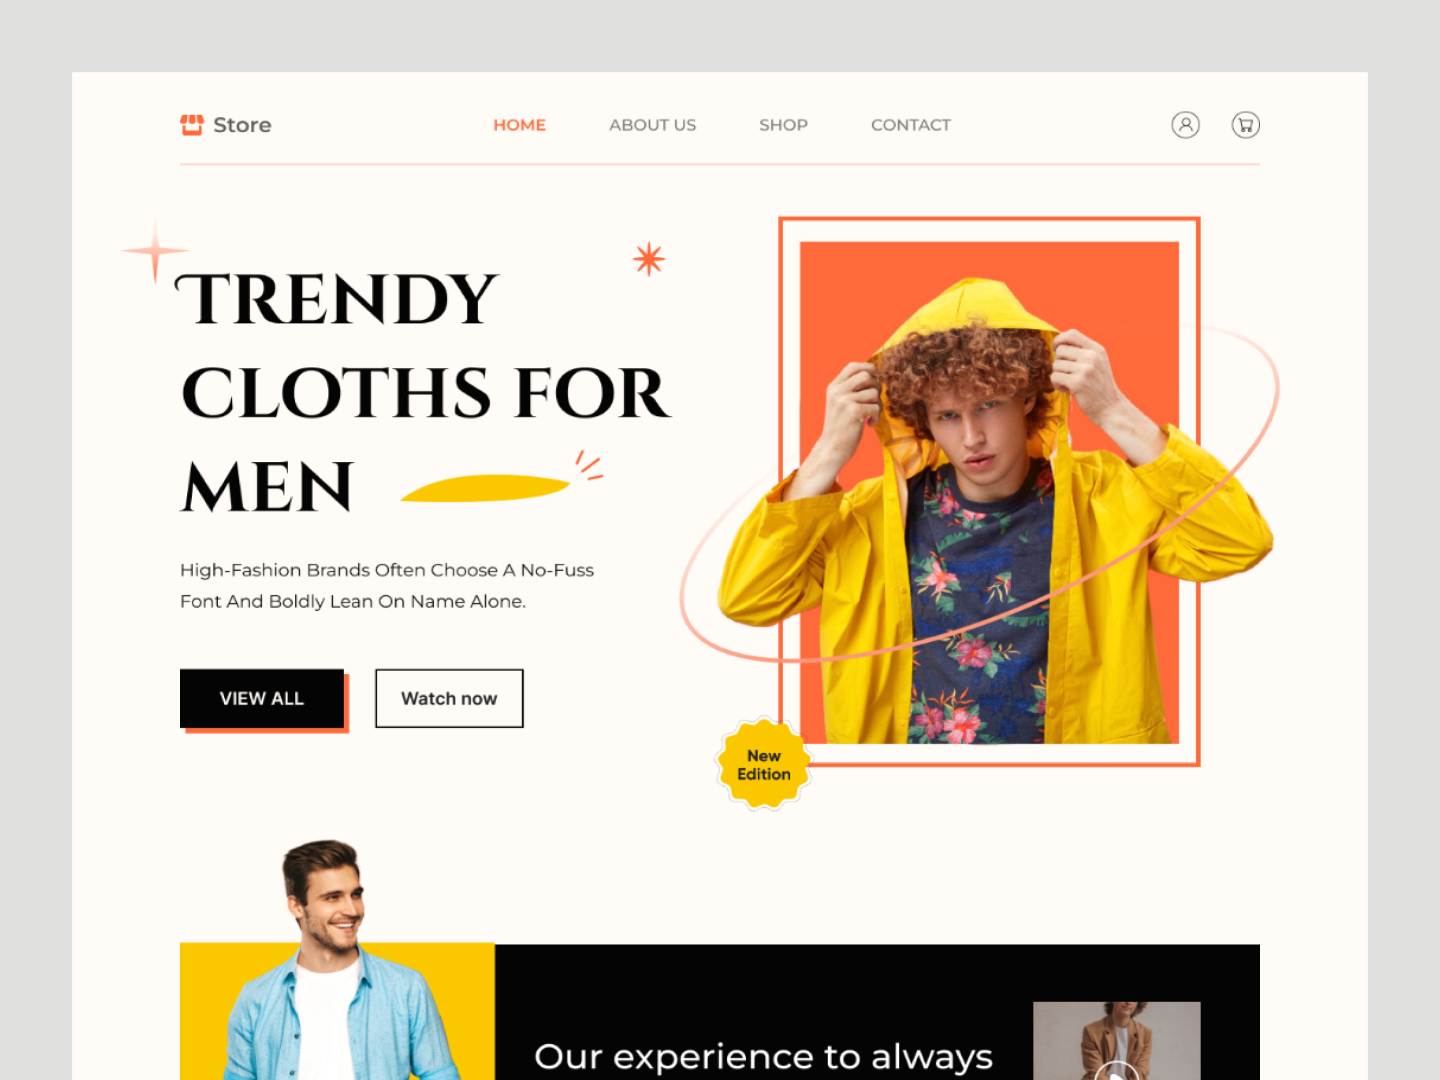 Store
HOME
ABOUT US
SHOP
CONTACT
TRENDY
CLOTHS FOR
MEN
High-Fashion Brands Often Choose A No-Fuss
Font And Boldly Lean On Name Alone.
VIEW ALL
Watch now
New
Edition
Our experience to always